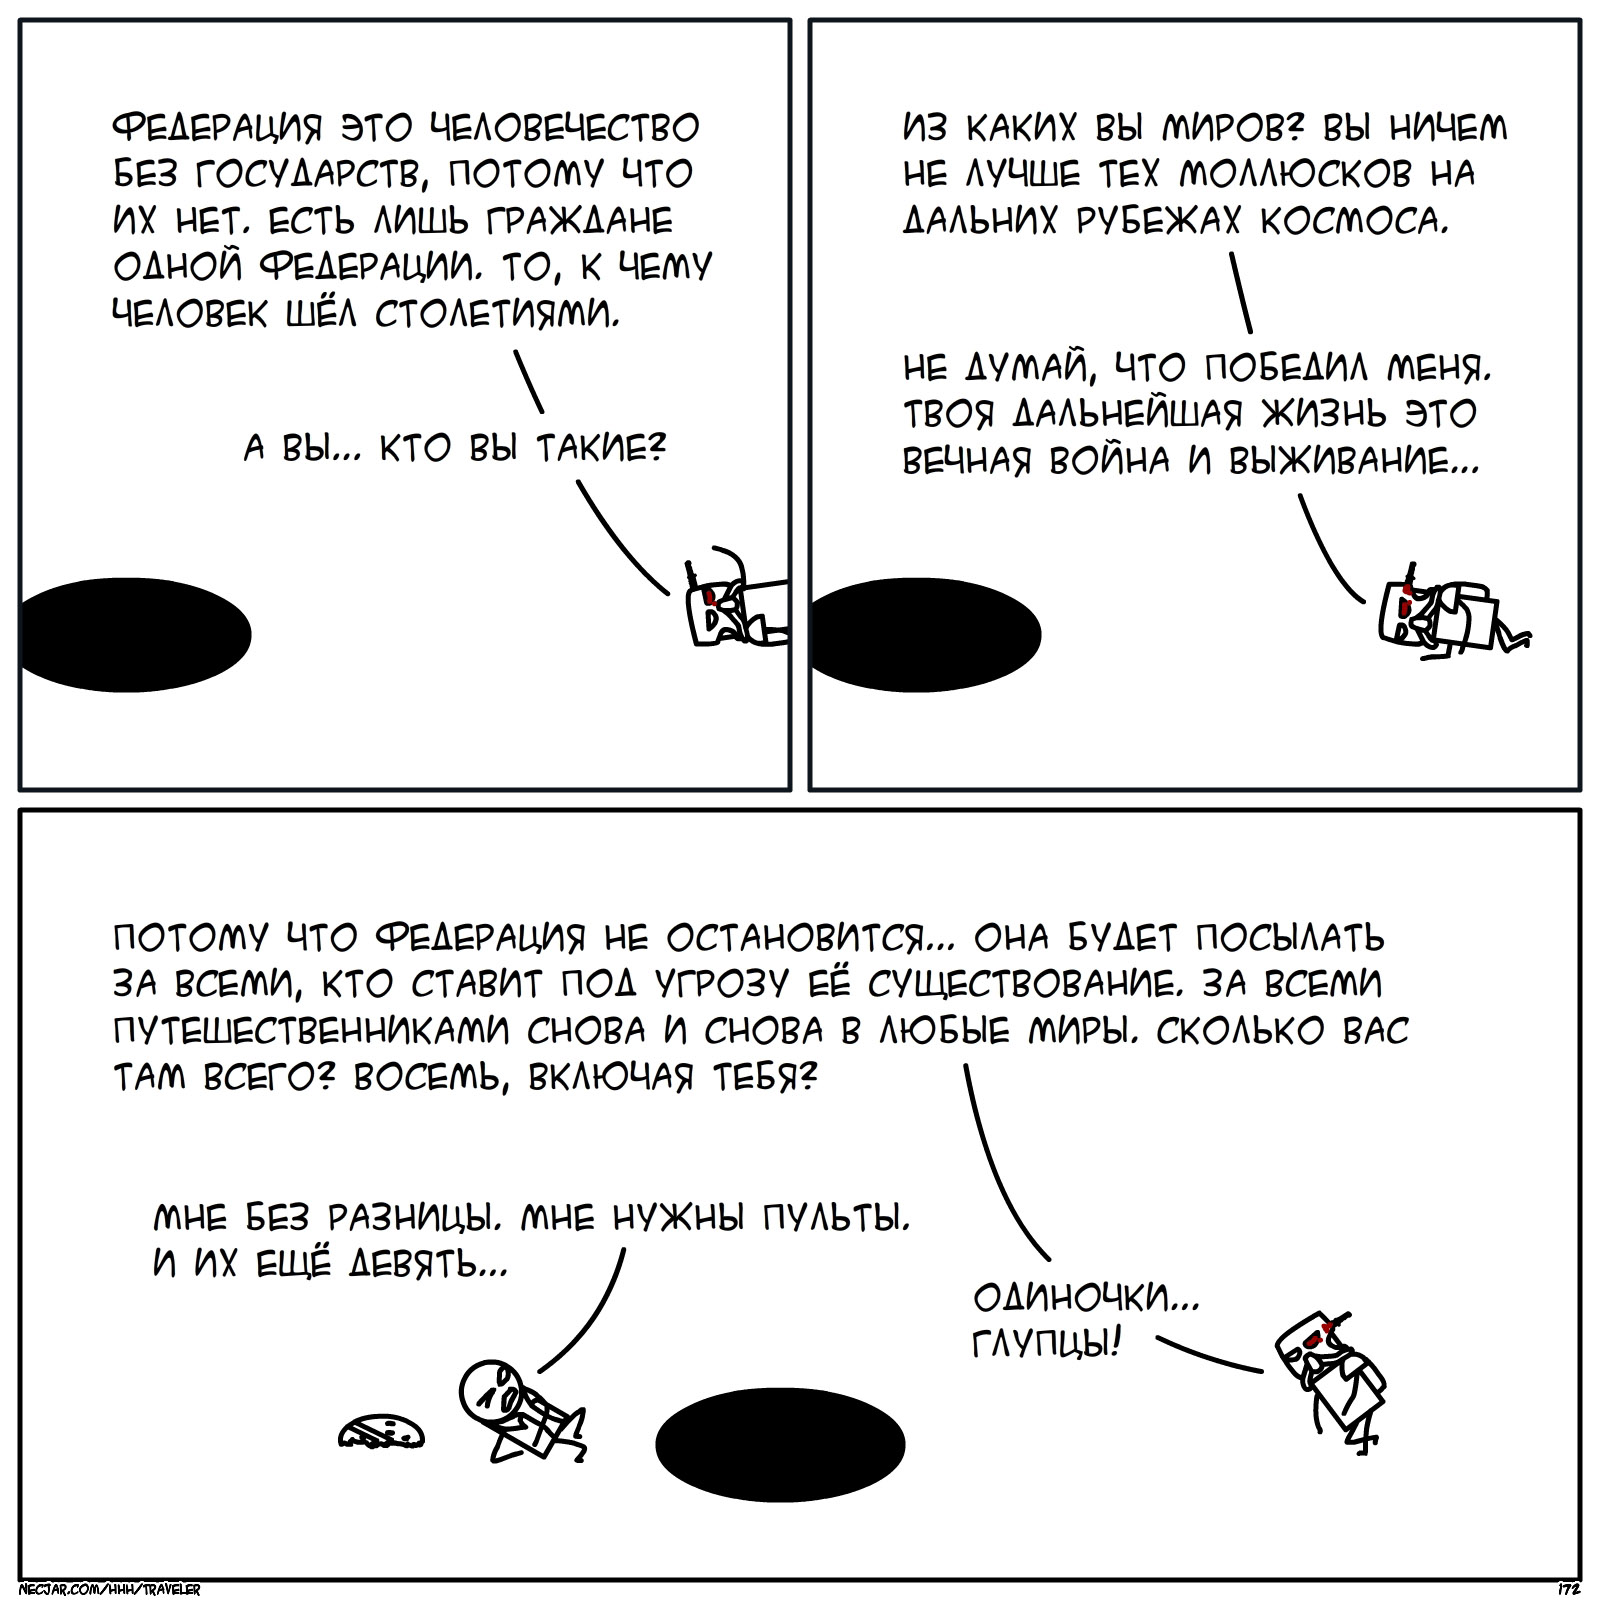 ФЕДЕРАЦИЯ ЭТО ЧЕЛОВЕЧЕСТВО
БЕЗ ГОСУДАРСТВ, ПОТОМУ ЧТО
ИХ НЕТ. ЕСТЬ ЛИШЬ ГРАЖДАНЕ
ОДНОЙ ФЕДЕРАЦИИ. ТО, К ЧЕМУ
ЧЕЛОВЕК ШЁЛ СТОЛЕТИЯМИ.
А ВЫ... КТО ВЫ ТАКИЕ?
ИЗ КАКИХ ВЫ МИРОВ? ВЫ НИЧЕМ
НЕ ЛУЧШЕ ТЕХ МОЛЛЮСКОВ НА
ДАЛЬНИХ РУБЕЖАХ КОСМОСА.
НЕ ДУМАЙ, ЧТО ПОБЕДИЛ МЕНЯ.
ТВОЯ ДАЛЬНЕЙШАЯ ЖИЗНЬ ЭТО
ВЕЧНАЯ ВОЙНА И ВЫЖИВАНИЕ...
ПОТОМУ ЧТО ФЕДЕРАЦИЯ НЕ ОСТАНОВИТСЯ... ОНА БУДЕТ ПОСЫЛАТЬ
ЗА ВСЕМИ, КТО СТАВИТ ПОД УГРОЗУ ЕЁ СУЩЕСТВОВАНИЕ. ЗА ВСЕМИ
ПУТЕШЕСТВЕННИКАМИ СНОВА И СНОВА В ЛЮБЫЕ МИРЫ. СКОЛЬКО ВАС
ТАМ ВСЕГО? ВОСЕМЬ, ВКЛЮЧАЯ ТЕБЯ?
МНЕ БЕЗ РАЗНИЦЫ. МНЕ НУЖНЫ ПУЛЬТЫ.
И ИХ ЕЩЁ ДЕВЯТЬ...
ОДИНОЧКИ...
ГЛУПЦЫ!
NECJAR.COM/HHH/TRAVELER
172